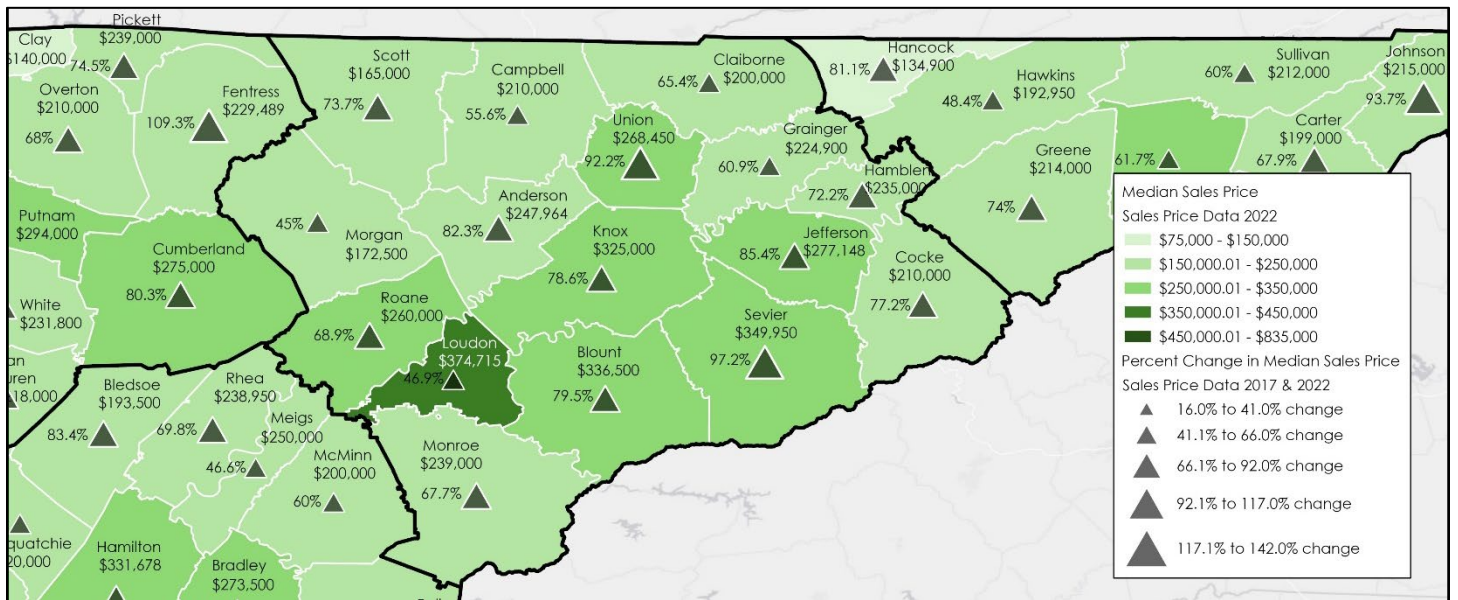 Pickett
$239,000
74.5%
Clay
$140,000
Overton
$210,000
68%
Fentress
$229,489
109.3%
Scott
$165,000
73.7%
Campbell
$210,000
55.6%
Claiborne
65.4%
$200,000
Hancock
81.1%
$134,900
Hawkins
48.4%
$192,950
Sullivan
60%
$212,000
Johnson
$215,000
93.7%
Union
$268,450
92.2%
Grainger
$224,900
60.9%
Hamblen
72.2%
$235,000
Greene
$214,000
74%
61.7%
Carter
$199,000
67.9%
Putnam
$294,000
Cumberland
$275,000
80.3%
45%
Morgan
$172,500
Anderson
$247,964
82.3%
Knox
$325,000
78.6%
Jefferson
85.4%
$277,148
Cocke
$210,000
77.2%
White
$231,800
Roane
$260,000
68.9%
Loudon
$374,715
46.9%
Blount
$336,500
79.5%
Sevier
$349,950
97.2%
an
uren
18,000
Bledsoe
$193,500
83.4%
Rhea
$238,950
69.8%
Meigs
$250,000
46.6%
McMinn
$200,000
60%
Monroe
$239,000
67.7%
quatchie
20,000
Hamilton
$331,678
Bradley
$273,500
Median Sales Price
Sales Price Data 2022
$75,000 - $150,000
$150,000.01 - $250,000
$250,000.01 - $350,000
$350,000.01 - $450,000
$450,000.01 - $835,000
Percent Change in Median Sales Price
Sales Price Data 2017 & 2022
16.0% to 41.0% change
41.1% to 66.0% change
66.1% to 92.0% change
92.1% to 117.0% change
117.1% to 142.0% change